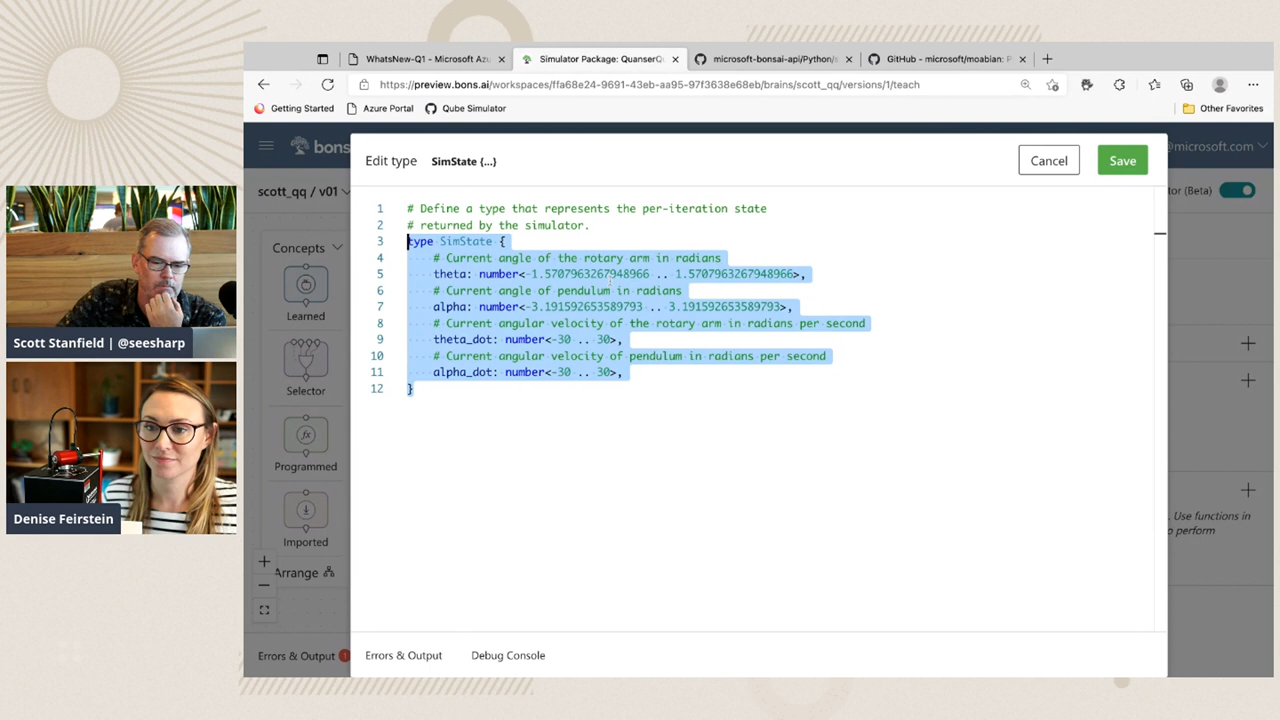 WhatsNew-Q1 - Microsoft Az
Simulator Package: QuanserQ
microsoft-bonsai-api/Python/s
GitHub - microsoft/moabian: P
https://preview.bons.ai/workspaces/ffa68e24-9691-43eb-aa95-97f3638e68eb/brains/scott_qq/versions/1/teach
Getting Started
Azure Portal
Qube Simulator
Other Favorites
bons
@microsoft.com
Edit type SimState {...}
Cancel
Save
scott_qq / v01
tor (Beta)
Concepts
Learned
Selector
Programmed
Imported
Arrange
1 # Define a type that represents the per-iteration state
2 # returned by the simulator.
3 type SimState {
4 # Current angle of the rotary arm in radians
5 theta: number<-1.5707963267948966 .. 1.5707963267948966>,
6 # Current angle of pendulum in radians
7 alpha: number<-3.191592653589793 .. 3.191592653589793>,
8 # Current angular velocity of the rotary arm in radians per second
9 theta_dot: number<-30 .. 30>,
10 # Current angular velocity of pendulum in radians per second
11 alpha_dot: number<-30 .. 30>,
12 }
. Use functions in
o perform
Errors & Output 1
Errors & Output
Debug Console
Scott Stanfield | @seesharp
Denise Feirstein